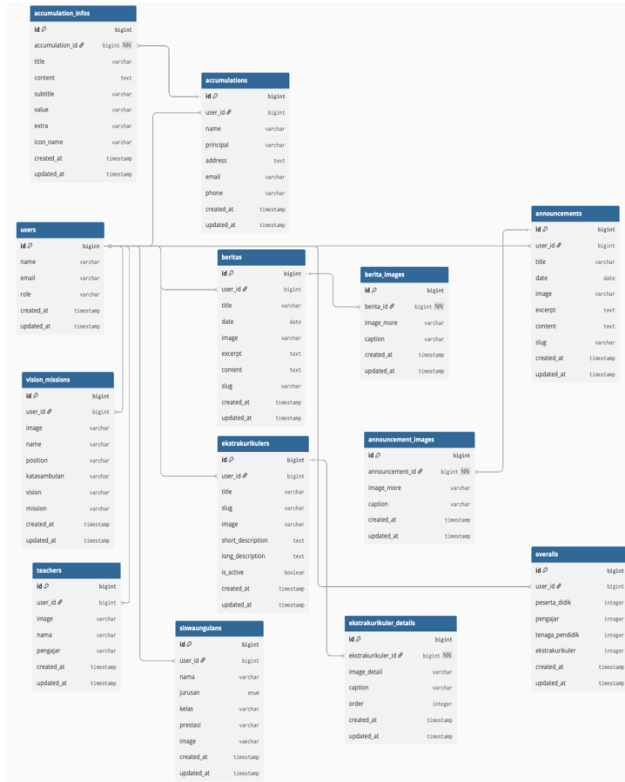 accumulation_infos
id bigint
accumulation_id bigint NN
title varchar
content text
subtitle varchar
value varchar
extra varchar
icon_name varchar
created_at timestamp
updated_at timestamp
accumulations
id bigint
user_id bigint
name varchar
principal varchar
address text
email varchar
phone varchar
created_at timestamp
updated_at timestamp
users
id bigint
name varchar
email varchar
role varchar
created_at timestamp
updated_at timestamp
beritas
id bigint
user_id bigint
title varchar
date date
image varchar
excerpt text
content text
slug varchar
created_at timestamp
updated_at timestamp
berita_images
id bigint
berita_id bigint NN
image_more varchar
caption varchar
created_at timestamp
updated_at timestamp
announcements
id bigint
user_id bigint
title varchar
date date
image varchar
excerpt text
content text
slug varchar
created_at timestamp
updated_at timestamp
vision_missions
id bigint
user_id bigint
image varchar
name varchar
position varchar
katasambutan varchar
vision varchar
mission varchar
created_at timestamp
updated_at timestamp
ekstrakurikulers
id bigint
user_id bigint
title varchar
slug varchar
image varchar
short_description text
long_description text
is_active boolean
created_at timestamp
updated_at timestamp
announcement_images
id bigint
announcement_id bigint NN
image_more varchar
caption varchar
created_at timestamp
updated_at timestamp
teachers
id bigint
user_id bigint
image varchar
nama varchar
pengajar varchar
created_at timestamp
updated_at timestamp
siswaungulans
id bigint
user_id bigint
nama varchar
jurusan enum
kelas varchar
prestasi varchar
image vaechar
created_at timestamp
updated_at timestamp
ekstrakurikuler_details
id bigint
ekstrakurikuler_id bigint NN
image_detail varchar
caption varchar
order integer
created_at timestamp
updated_at timestamp
overalls
id bigint
user_id bigint
peserta_didik integer
pengajar integer
tenaga_pendidik integer
ekstrakurikuler integer
created_at timestamp
updated_at timestamp